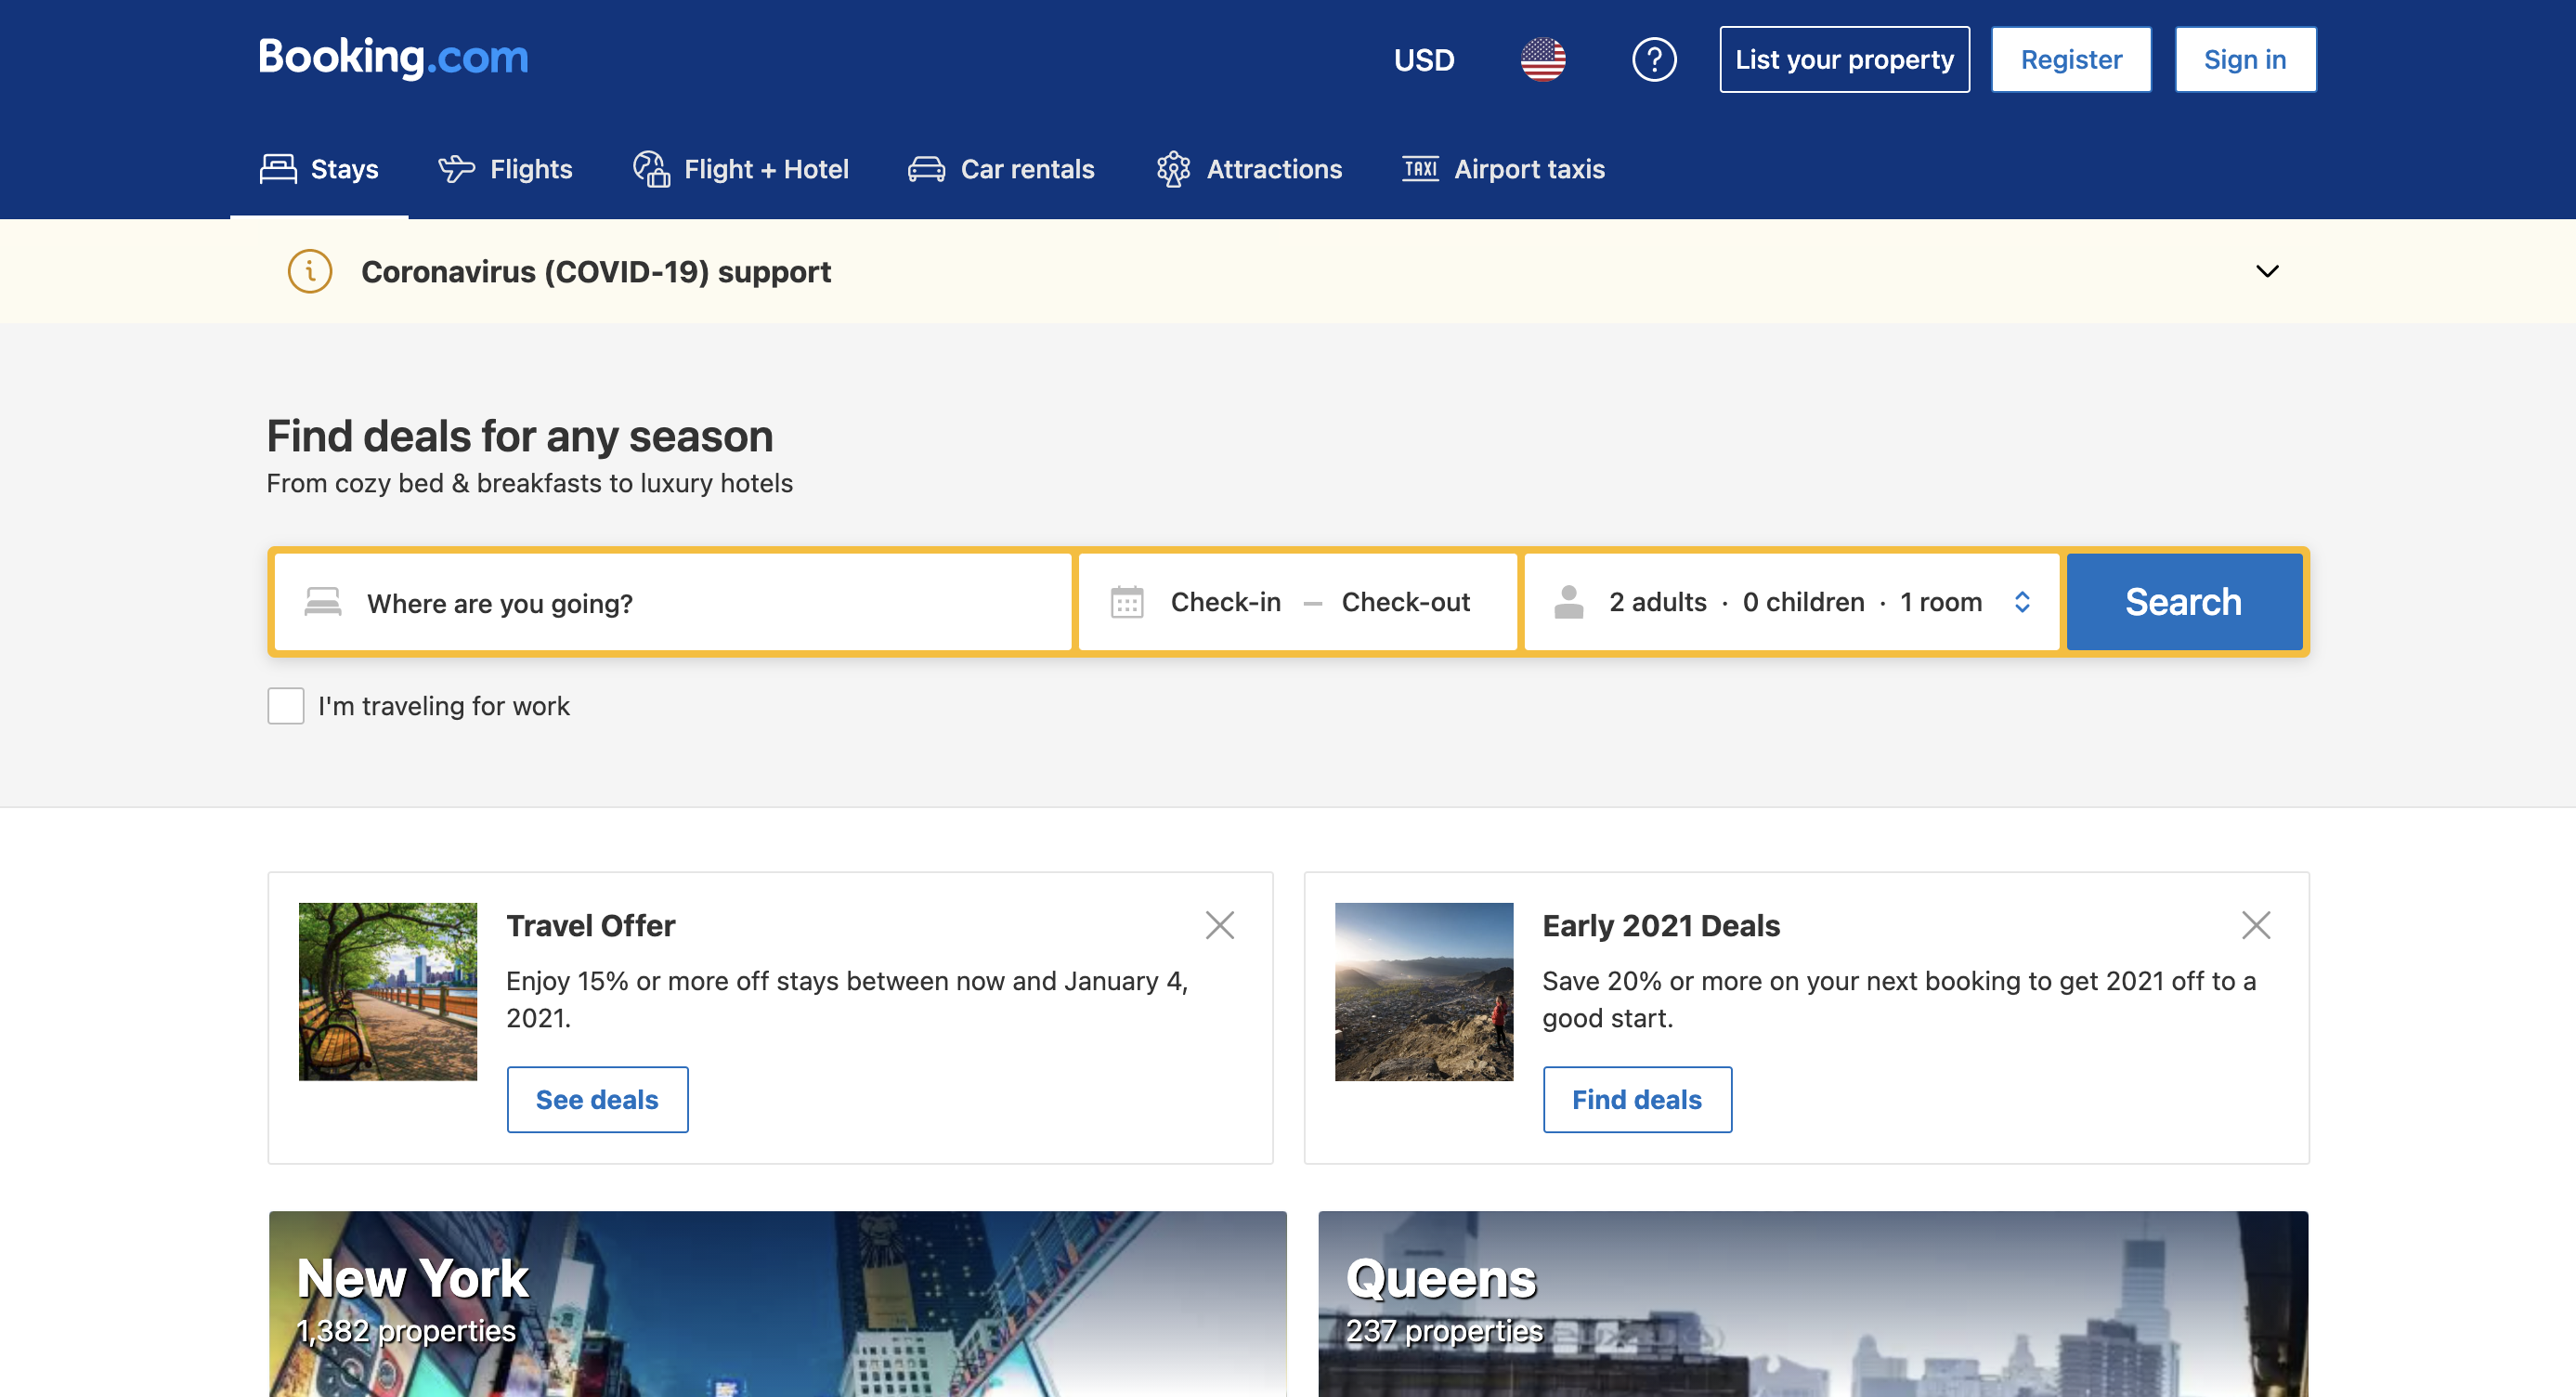 Booking.com
USD
?
List your property
Register
Sign in
Stays
Flights
Flight + Hotel
Car rentals
Attractions
TAXI
Airport taxis
i
Coronavirus (COVID-19) support
Find deals for any season
From cozy bed & breakfasts to luxury hotels
Where are you going?
Check-in — Check-out
2 adults · 0 children · 1 room
Search
I'm traveling for work
Travel Offer
Enjoy 15% or more off stays between now and January 4,
2021.
See deals
Early 2021 Deals
Save 20% or more on your next booking to get 2021 off to a
good start.
Find deals
New York
1,382 properties
Queens
237 properties